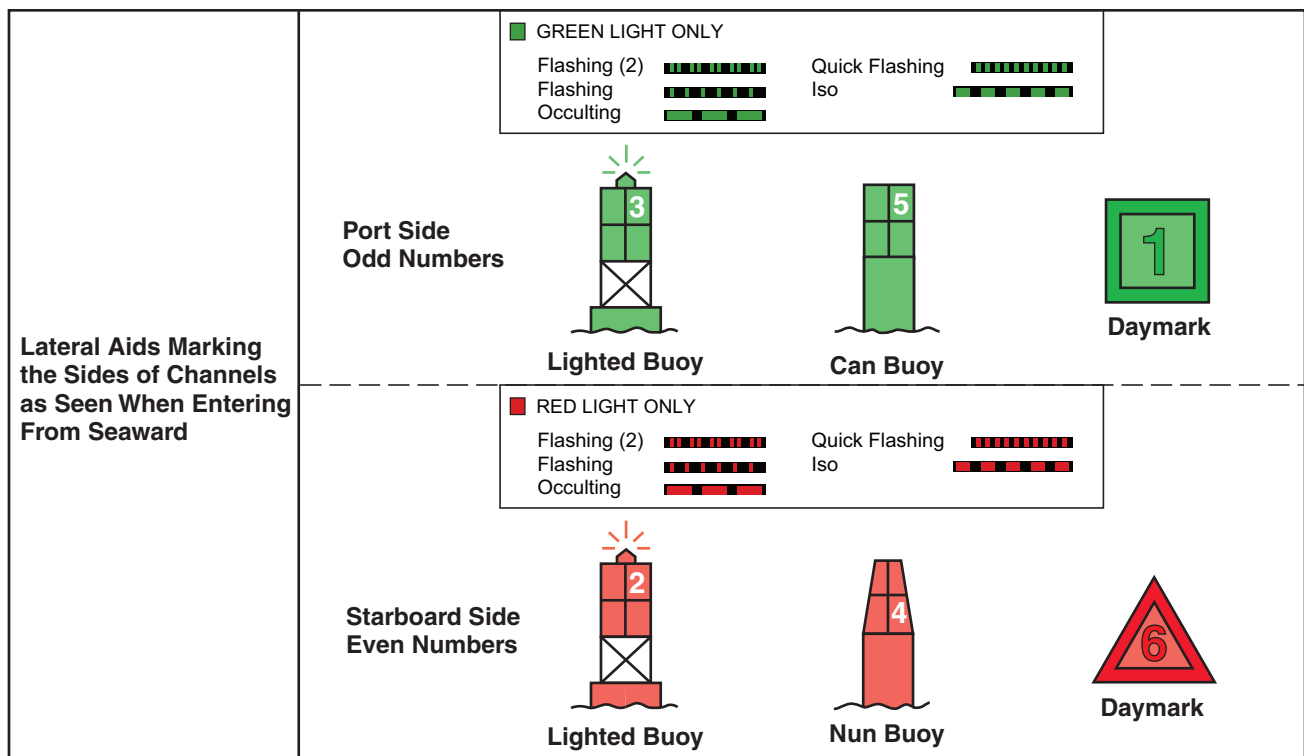 GREEN LIGHT ONLY
Flashing (2)
Quick Flashing
Flashing
Iso
Occulting
Port Side
Odd Numbers
3
5
1
Lighted Buoy
Can Buoy
Daymark
Lateral Aids Marking
the Sides of Channels
as Seen When Entering
From Seaward
RED LIGHT ONLY
Flashing (2)
Quick Flashing
Flashing
Iso
Occulting
Starboard Side
Even Numbers
2
4
6
Lighted Buoy
Nun Buoy
Daymark